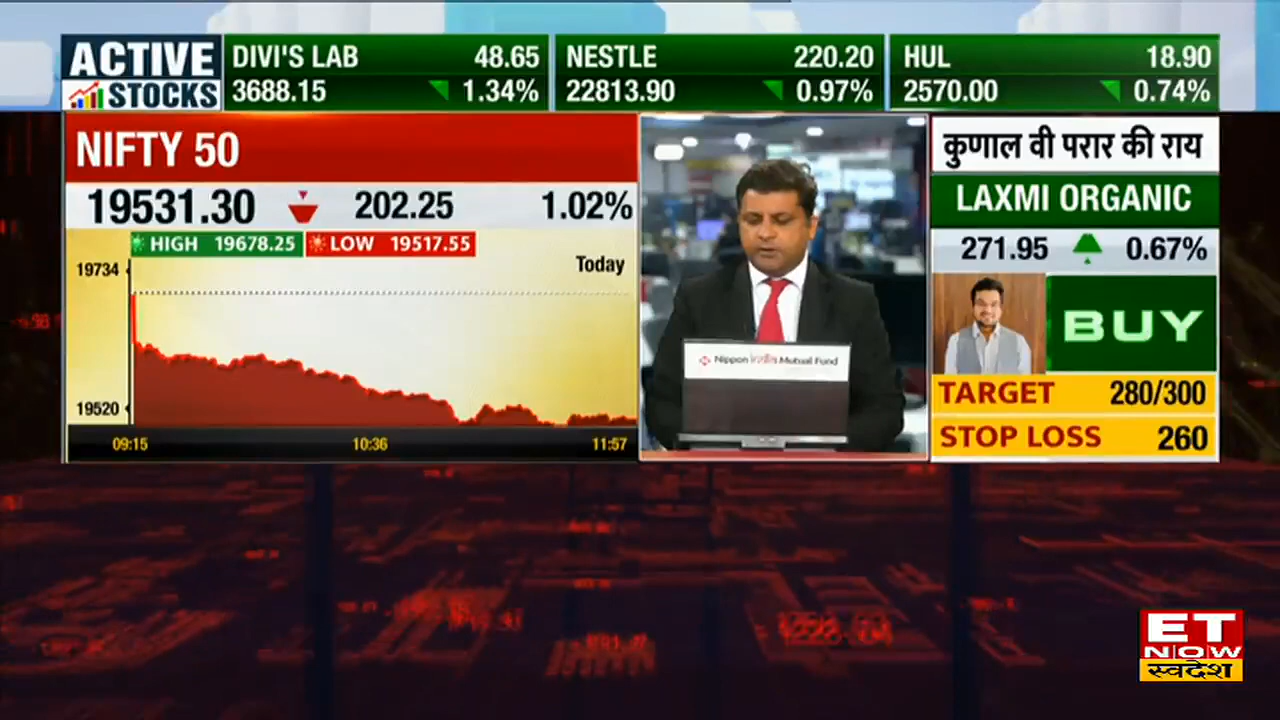 ACTIVE
STOCKS
DIVI'S LAB 48.65
3688.15 1.34%
NESTLE 220.20
22813.90 0.97%
HUL 18.90
2570.00 0.74%
NIFTY 50
19531.30 202.25 1.02%
HIGH 19678.25 LOW 19517.55
Today
19734
19520
09:15 10:36 11:57
Nippon india Mutual Fund
कुणाल वी परार की राय
LAXMI ORGANIC
271.95 0.67%
BUY
TARGET 280/300
STOP LOSS 260
ET
NOW
स्वदेश